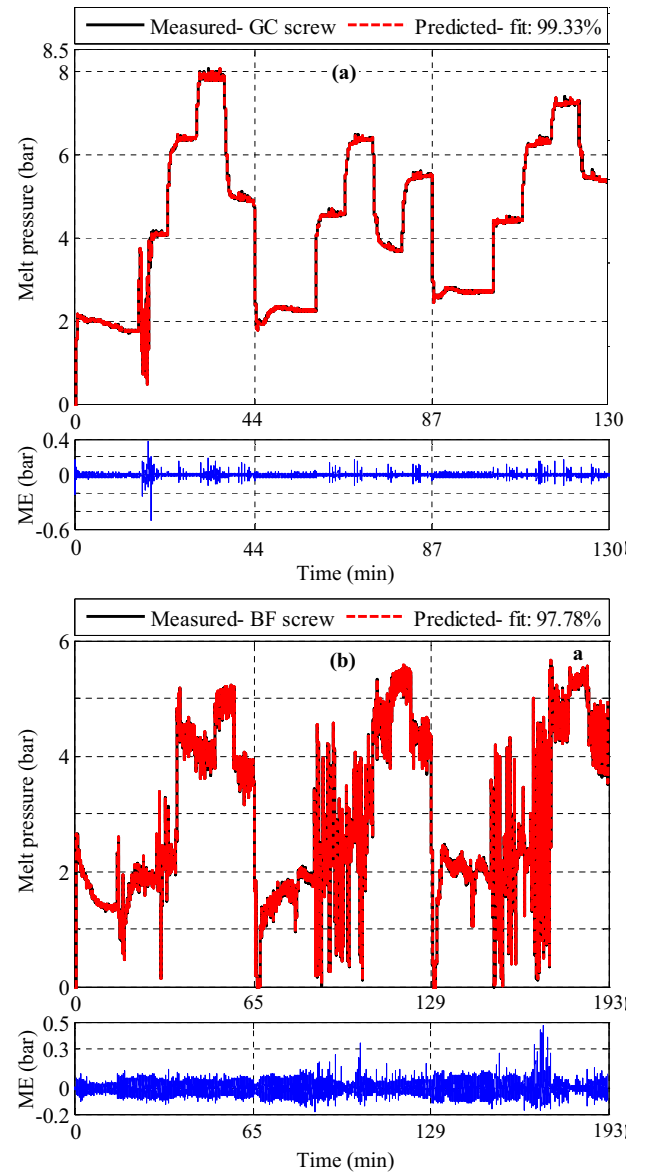 Measured- GC screw Predicted- fit: 99.33%
8.5
(a)
8
6
4
2
0
Melt pressure (bar)
0 44 87 130
0.4
0
-0.6
ME (bar)
0 44 87 130
Time (min)
Measured- BF screw Predicted- fit: 97.78%
6
(b) a
4
2
0
Melt pressure (bar)
0 65 129 193
0.5
0.3
0
-0.2
ME (bar)
0 65 129 193
Time (min)